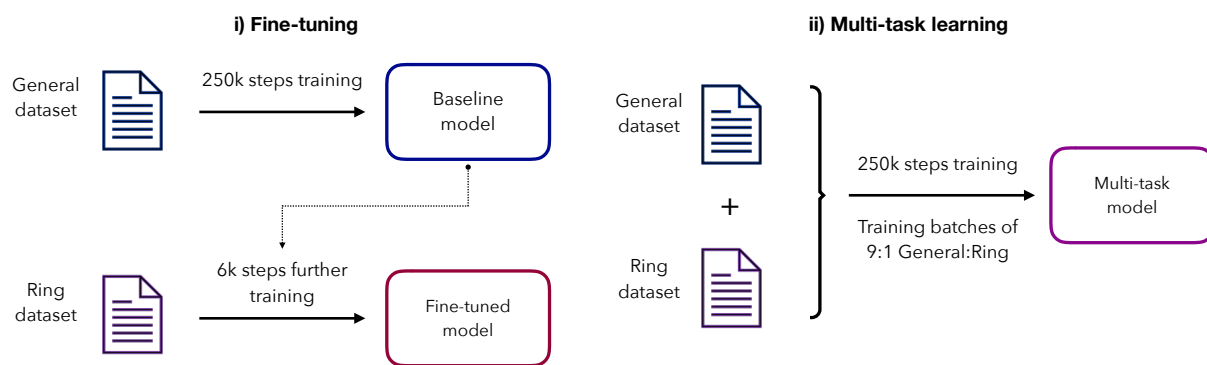 i) Fine-tuning
General
dataset
250k steps training
Baseline
model
Ring
dataset
6k steps further
training
Fine-tuned
model
ii) Multi-task learning
General
dataset
+
Ring
dataset
250k steps training
Training batches of
9:1 General:Ring
Multi-task
model